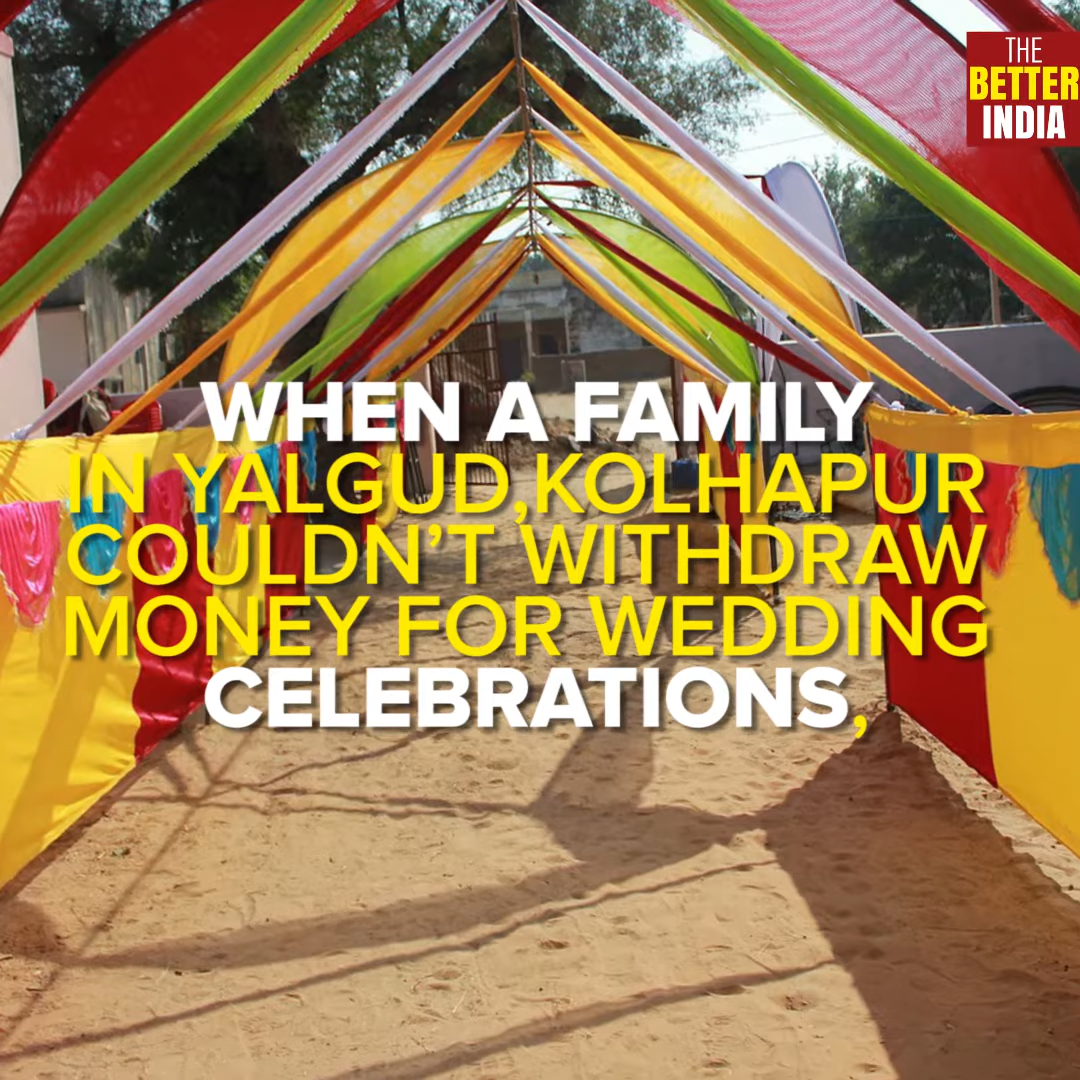 THE
BETTER
INDIA
WHEN A FAMILY
IN YALGUD,KOLHAPUR
COULDN'T WITHDRAW
MONEY FOR WEDDING
CELEBRATIONS,